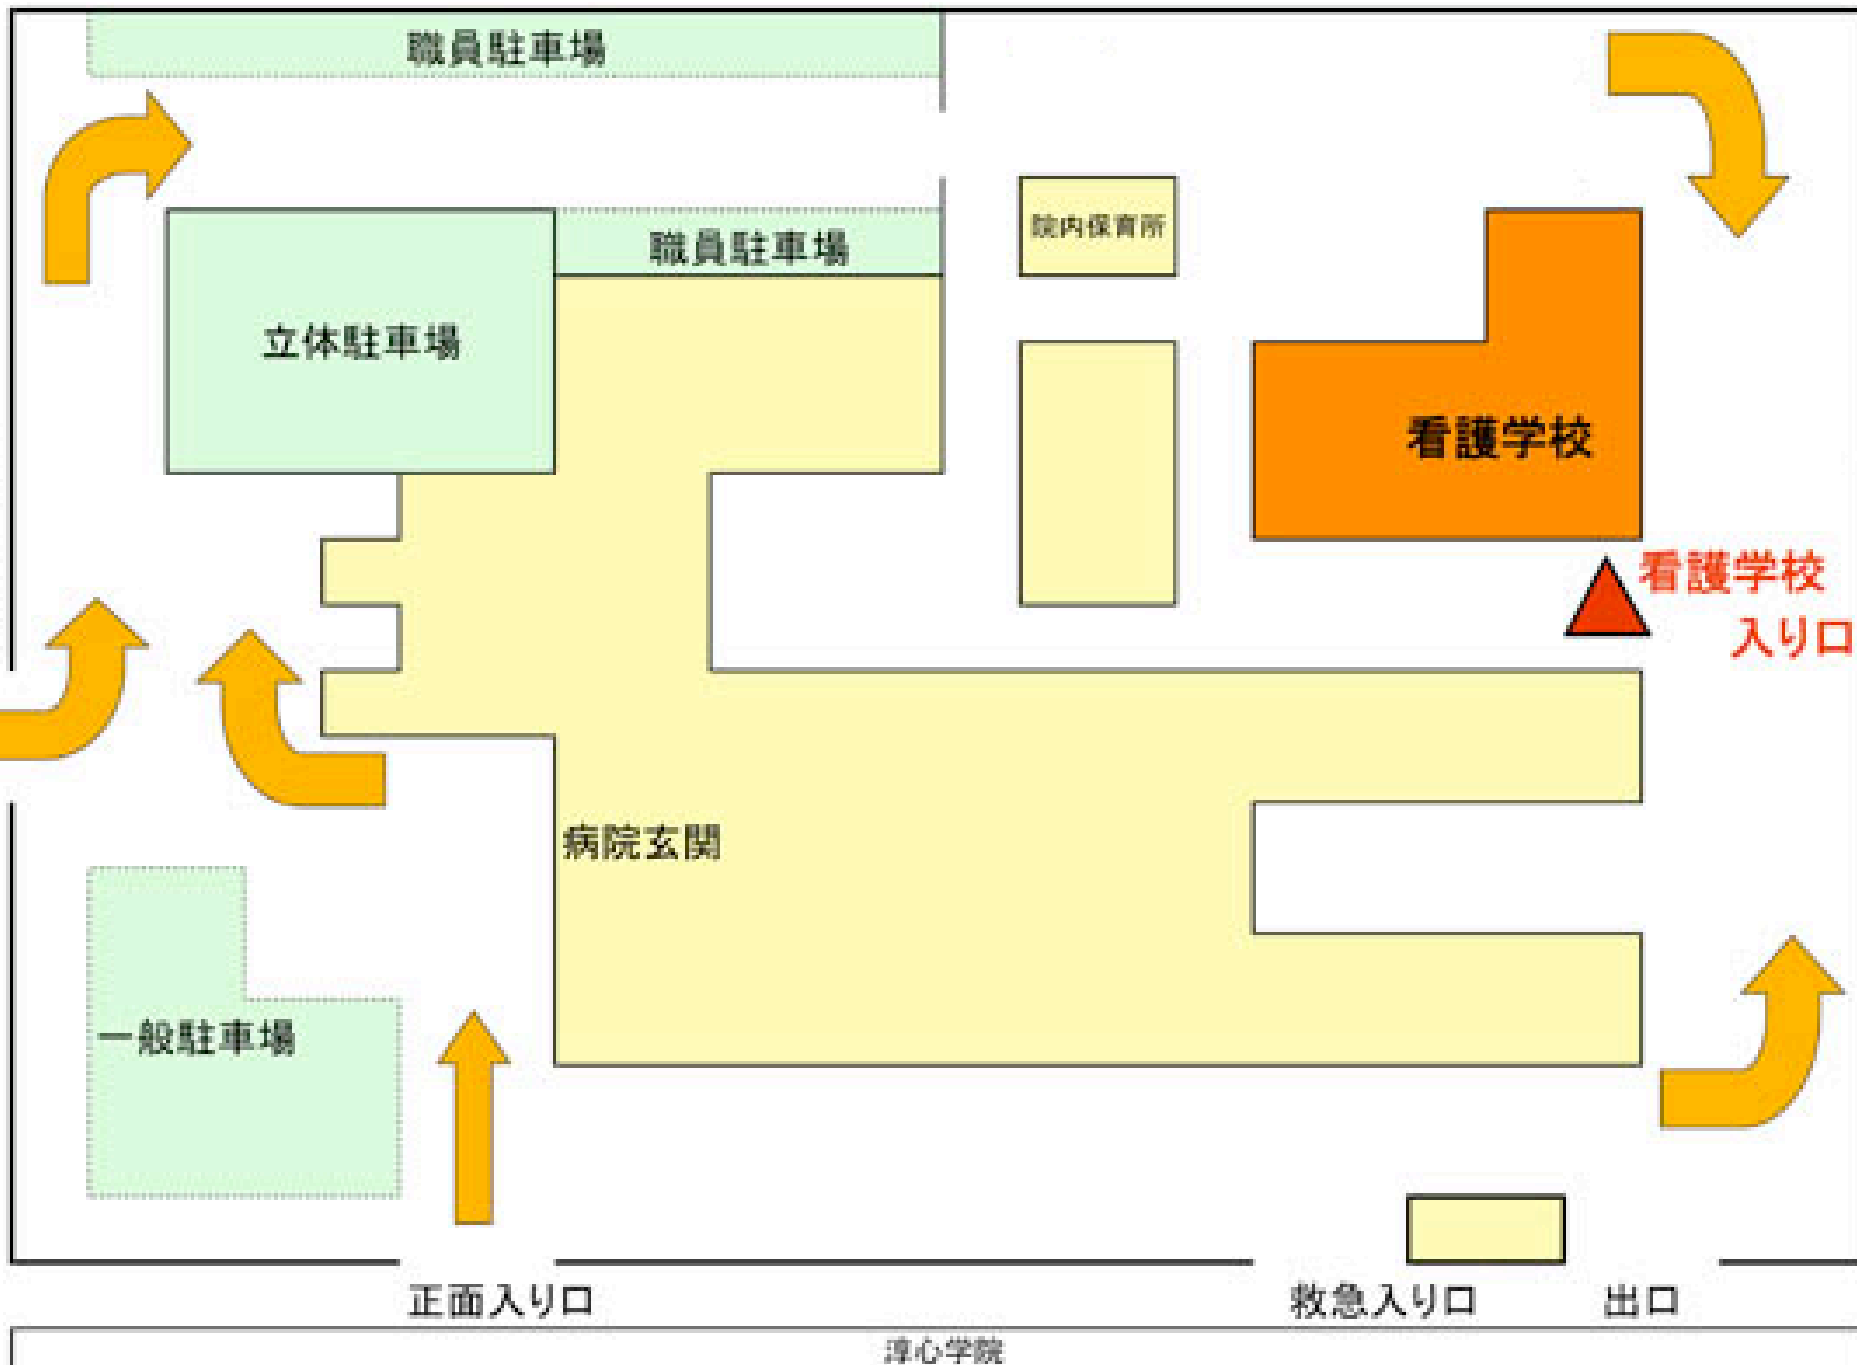 職員駐車場
院内保育所
職員駐車場
立体駐車場
看護学校
看護学校
入り口
病院玄関
一般駐車場
正面入り口
救急入り口
出口
淳心学院